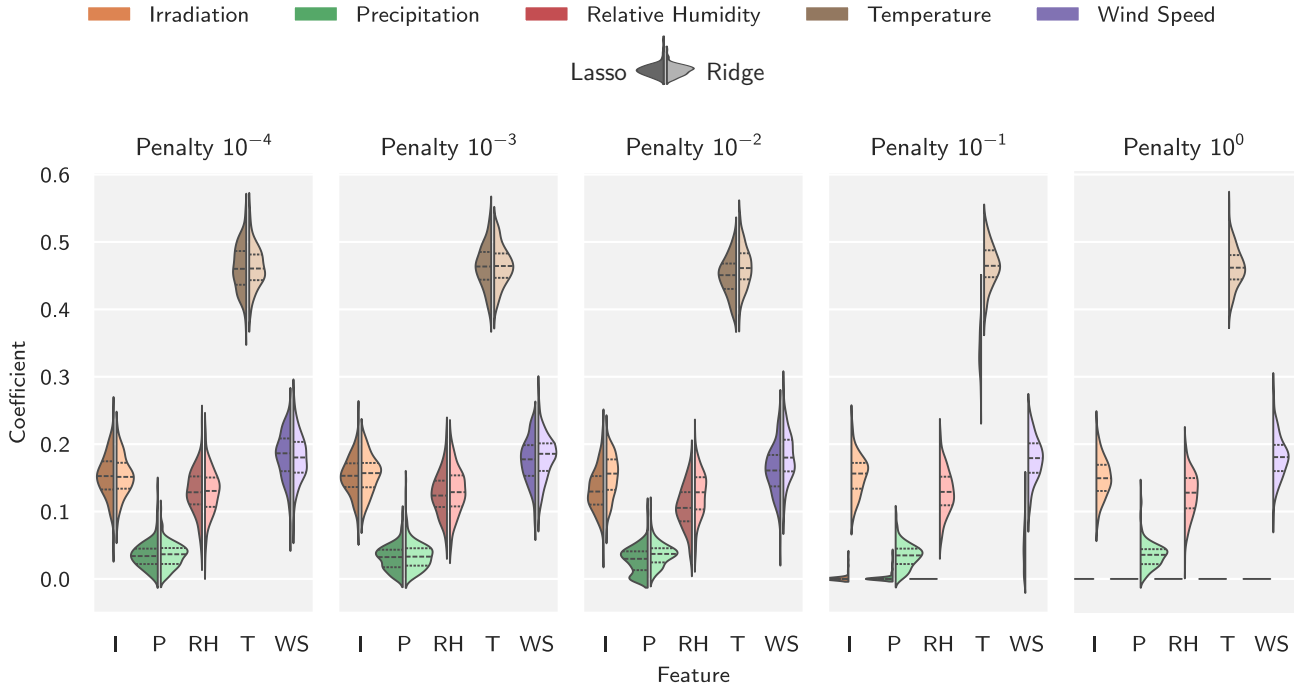 Irradiation Precipitation Relative Humidity Temperature Wind Speed
Lasso Ridge
Penalty 10⁻⁴ Penalty 10⁻³ Penalty 10⁻² Penalty 10⁻¹ Penalty 10⁰
0.6
0.5
0.4
0.3
0.2
0.1
0.0
Coefficient
I P RH T WS I P RH T WS I P RH T WS I P RH T WS I P RH T WS
Feature